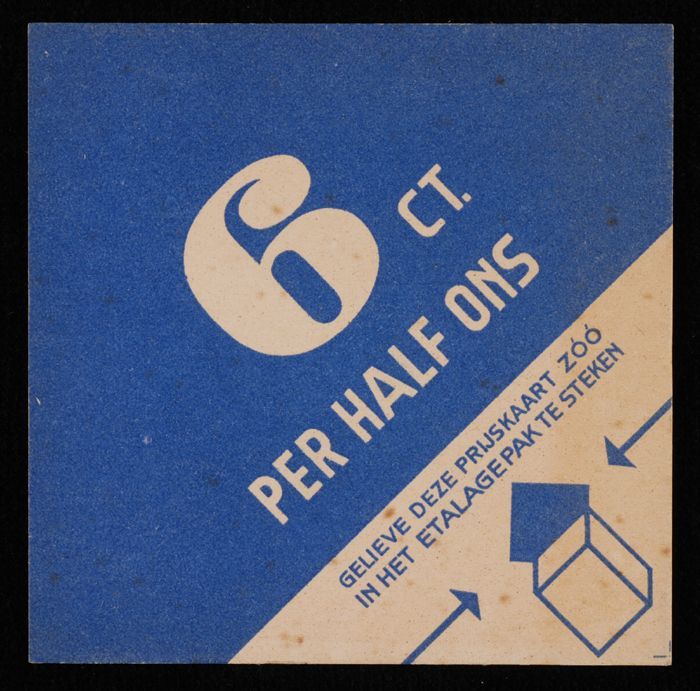 6 CT.
PER HALF ONS
GELIEVE DEZE PRIJSKAART ZÓÓ
IN HET ETALAGEPAK TE STEKEN